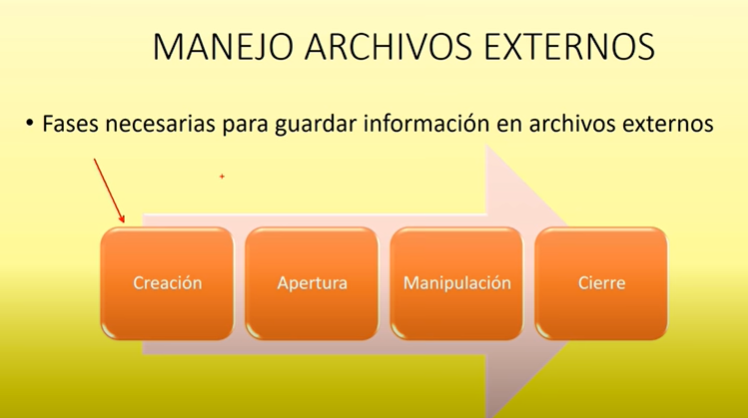 MANEJO ARCHIVOS EXTERNOS
• Fases necesarias para guardar información en archivos externos
Creación
Apertura
Manipulación
Cierre